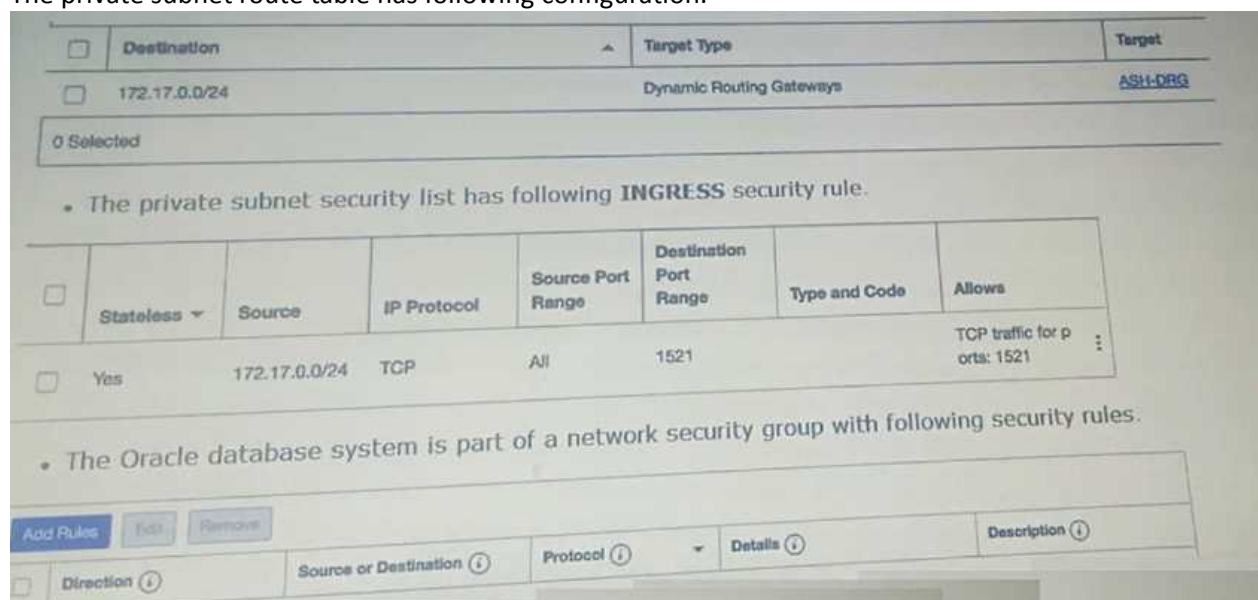 The private subnet route table has following configuration.
Destination Target Type Target
172.17.0.0/24 Dynamic Routing Gateways ASH-DRG
0 Selected
• The private subnet security list has following INGRESS security rule.
Stateless Source IP Protocol Source Port Range Destination Port Range Type and Code Allows
Yes 172.17.0.0/24 TCP All 1521 TCP traffic for p
orts: 1521
• The Oracle database system is part of a network security group with following security rules.
Add Rules Edit Remove
Direction Source or Destination Protocol Details Description